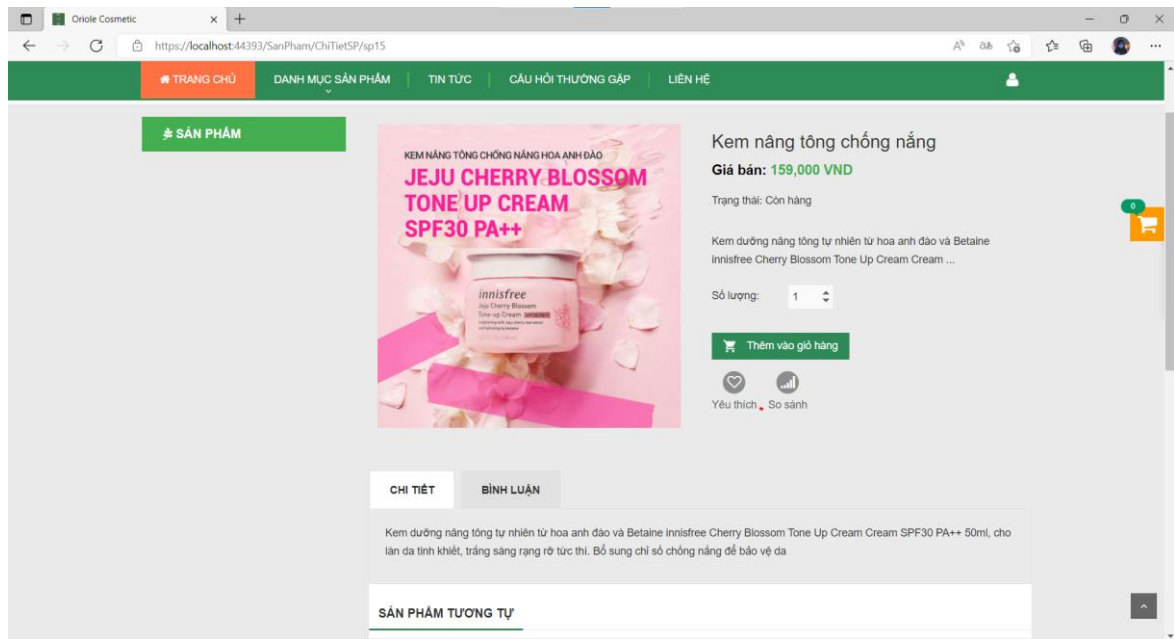 Oriole Cosmetic
https://localhost:44393/SanPham/ChiTietSP/sp15
TRANG CHỦ
DANH MỤC SẢN PHẨM
TIN TỨC
CÂU HỎI THƯỜNG GẶP
LIÊN HỆ
SẢN PHẨM
KEM NÂNG TÔNG CHỐNG NẮNG HOA ANH ĐÀO
JEJU CHERRY BLOSSOM
TONE UP CREAM
SPF30 PA++
innisfree
Jeju Cherry Blossom
Tone-up Cream
Kem nâng tông chống nắng
Giá bán: 159,000 VND
Trạng thái: Còn hàng
0
Kem dưỡng nâng tông tự nhiên từ hoa anh đào và Betaine
innisfree Cherry Blossom Tone Up Cream Cream ...
Số lượng: 1
Thêm vào giỏ hàng
Yêu thích So sánh
CHI TIẾT
BÌNH LUẬN
Kem dưỡng nâng tông tự nhiên từ hoa anh đào và Betaine innisfree Cherry Blossom Tone Up Cream Cream SPF30 PA++ 50ml, cho
làn da tinh khiết, trắng sáng rạng rỡ tức thì. Bổ sung chỉ số chống nắng để bảo vệ da
SẢN PHẨM TƯƠNG TỰ